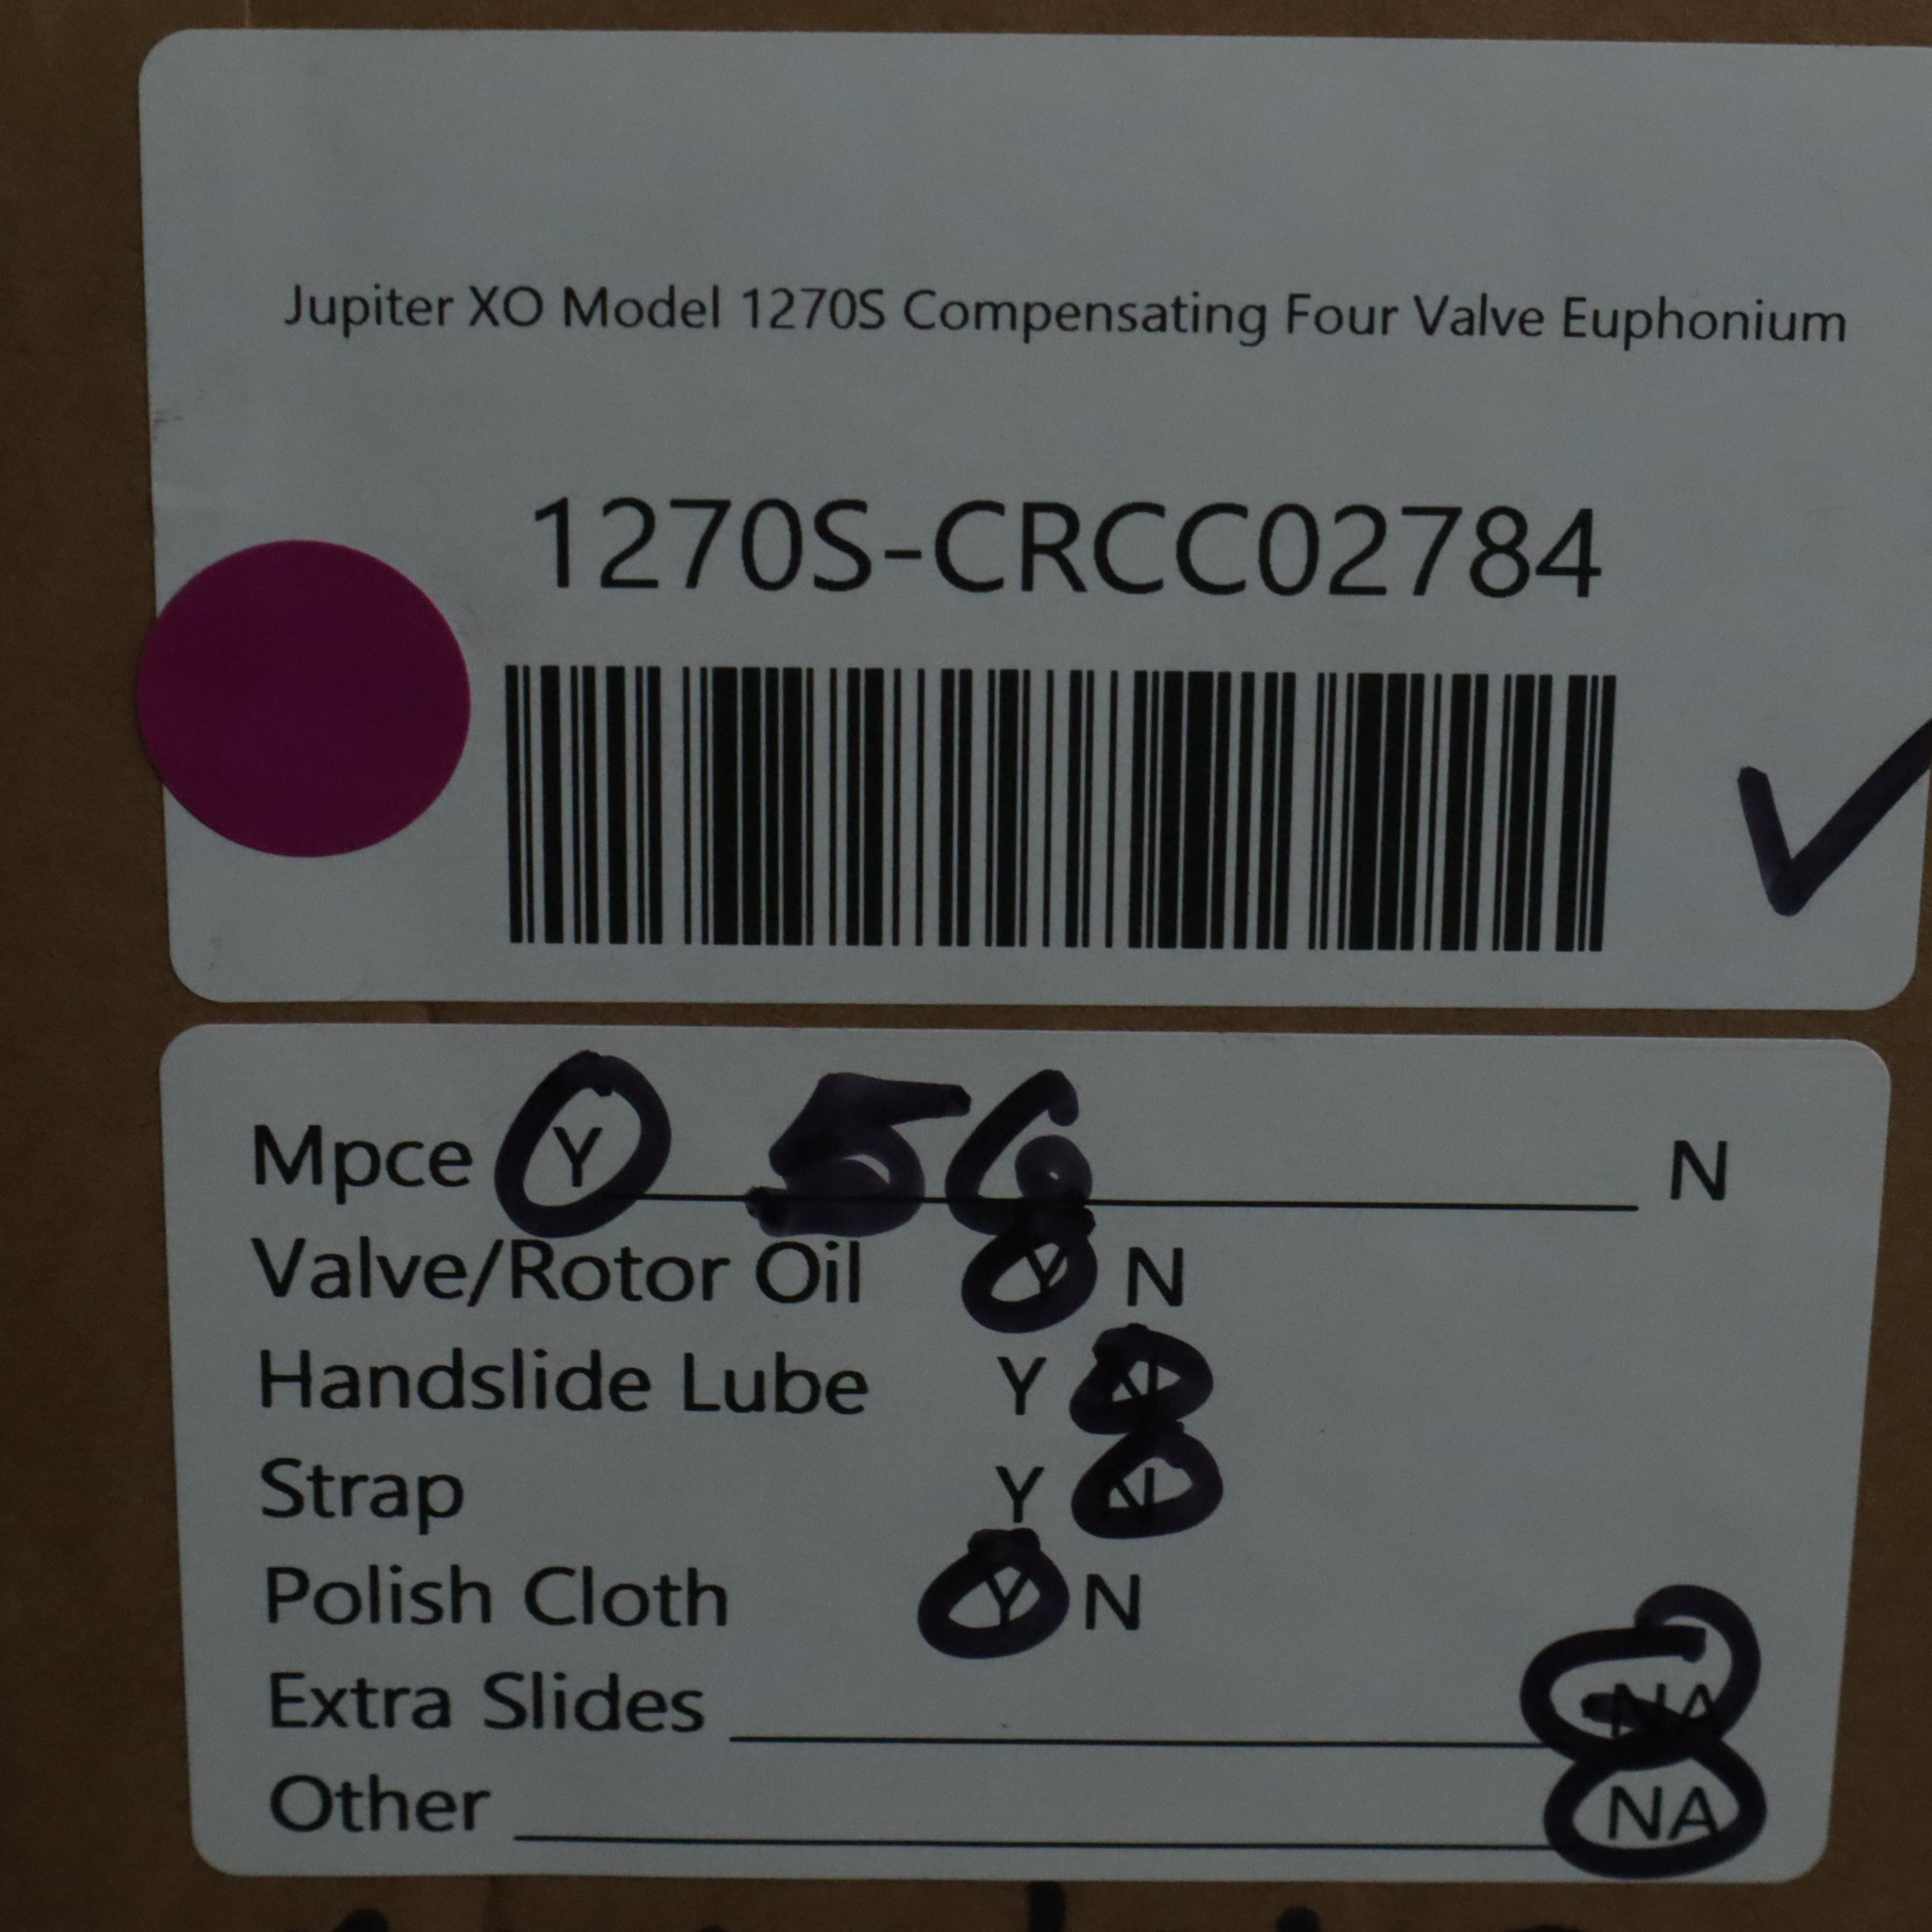 Jupiter XO Model 1270S Compensating Four Valve Euphonium
1270S-CRCC02784
Mpce Y 56 N
Valve/Rotor Oil Y N
Handslide Lube Y N
Strap Y N
Polish Cloth Y N
Extra Slides NA
Other NA